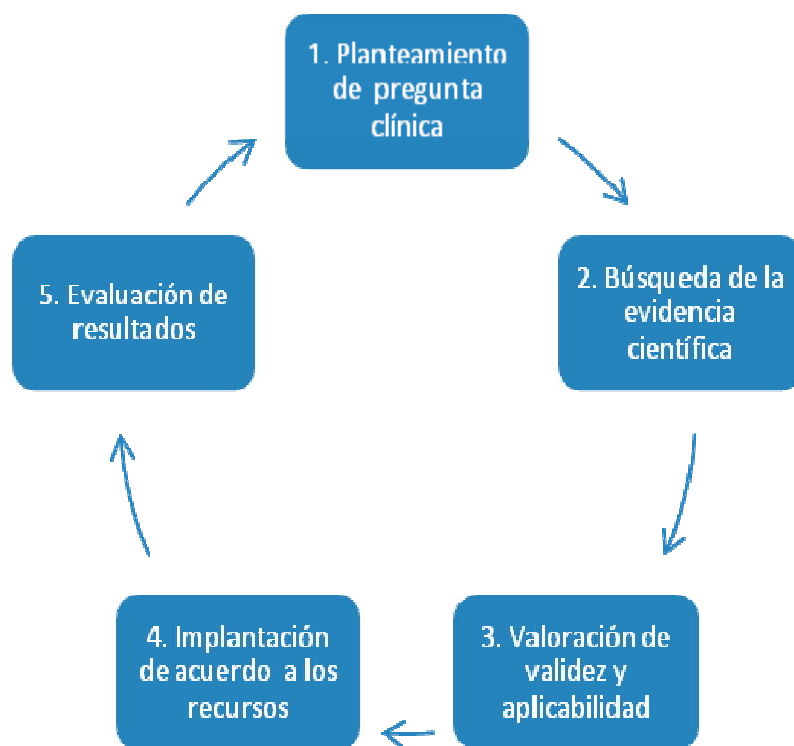 1. Planteamiento
de pregunta
clínica
2. Búsqueda de la
evidencia
científica
3. Valoración de
validez y
aplicabilidad
4. Implantación
de acuerdo a los
recursos
5. Evaluación de
resultados